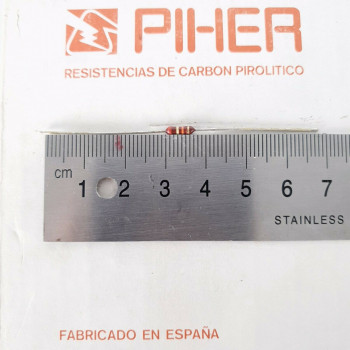 PIHER
RESISTENCIAS DE CARBON PIROLITICO
cm 1 2 3 4 5 6 7
STAINLESS
FABRICADO EN ESPAÑA